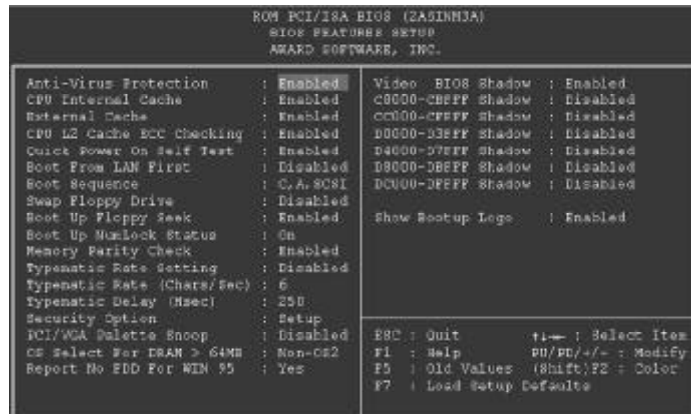 ROM PCI/ISA BIOS (2A5INM3A)
BIOS FEATURES SETUP
AWARD SOFTWARE, INC.
Anti-Virus Protection : Enabled
CPU Internal Cache : Enabled
External Cache : Enabled
CPU L2 Cache ECC Checking : Enabled
Quick Power On Self Test : Enabled
Boot From LAN First : Disabled
Boot Sequence : C,A,SCSI
Swap Floppy Drive : Disabled
Boot Up Floppy Seek : Enabled
Boot Up NumLock Status : On
Memory Parity Check : Enabled
Typematic Rate Setting : Disabled
Typematic Rate (Chars/Sec) : 6
Typematic Delay (Msec) : 250
Security Option : Setup
PCI/VGA Palette Snoop : Disabled
OS Select For DRAM > 64MB : Non-OS2
Report No FDD For WIN 95 : Yes
Video BIOS Shadow : Enabled
C8000-CBFFF Shadow : Disabled
CC000-CFFFF Shadow : Disabled
D0000-D3FFF Shadow : Disabled
D4000-D7FFF Shadow : Disabled
D8000-DBFFF Shadow : Disabled
DC000-DFFFF Shadow : Disabled
Show Bootup Logo : Enabled
ESC : Quit ↑↓→← : Select Item
F1 : Help PU/PD/+/- : Modify
F5 : Old Values (Shift)F2 : Color
F7 : Load Setup Defaults